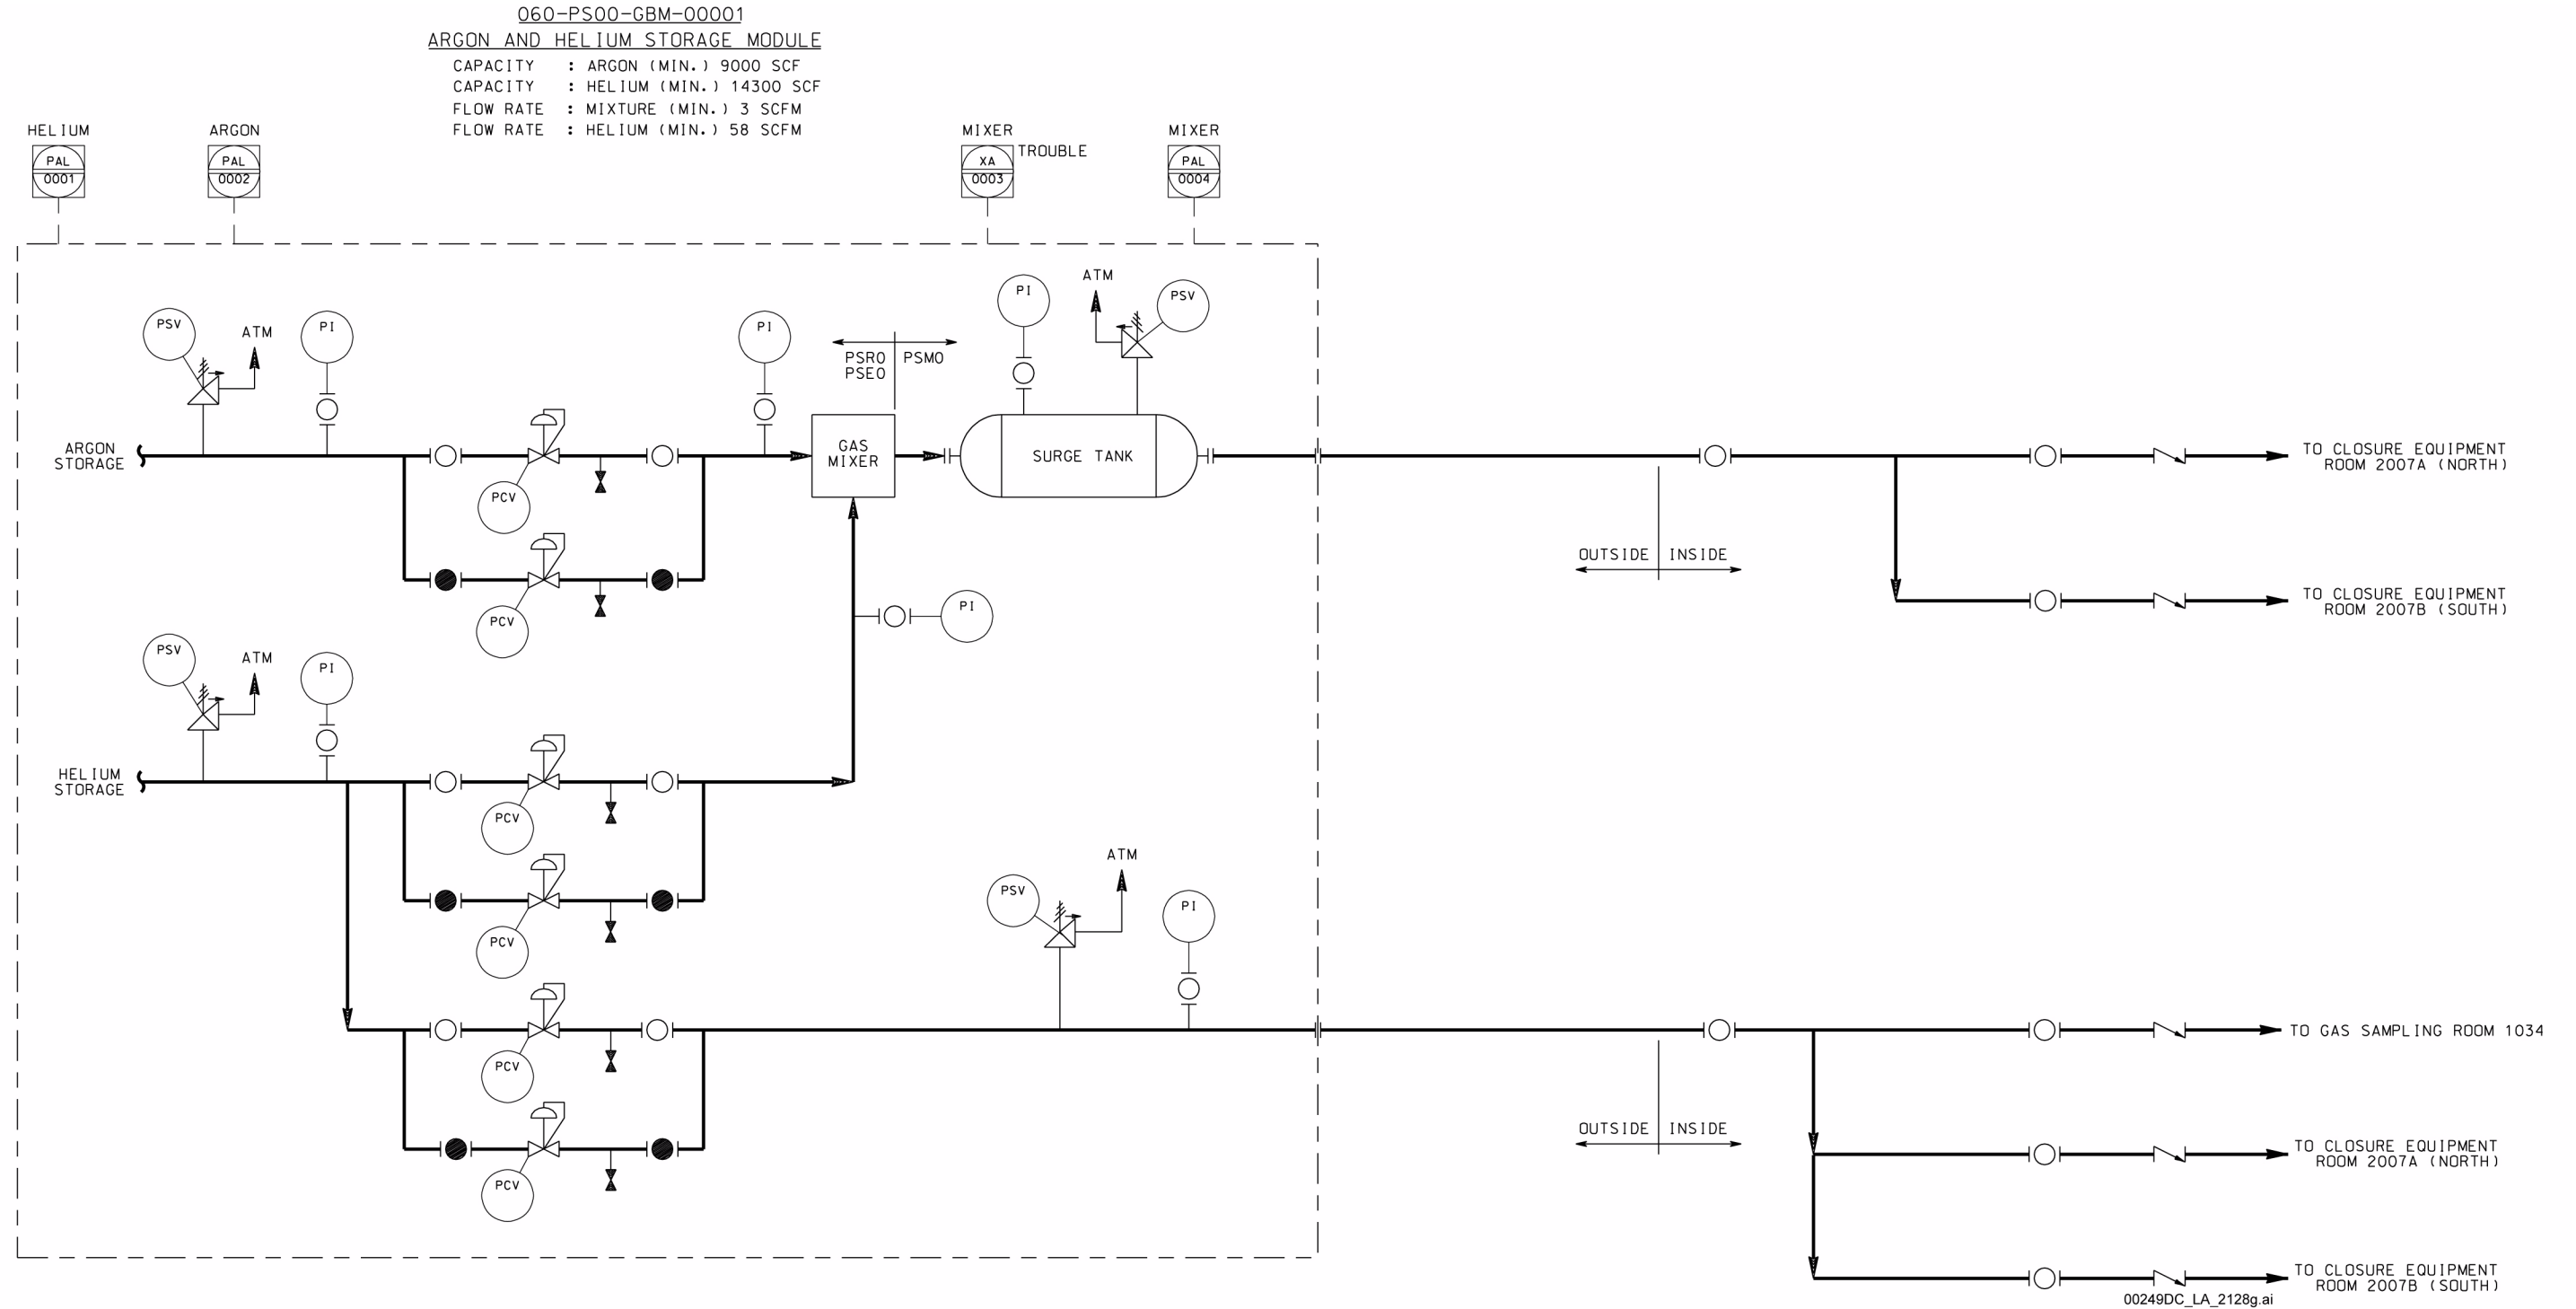 060-PS00-GBM-00001
ARGON AND HELIUM STORAGE MODULE
CAPACITY : ARGON (MIN.) 9000 SCF
CAPACITY : HELIUM (MIN.) 14300 SCF
FLOW RATE : MIXTURE (MIN.) 3 SCFM
FLOW RATE : HELIUM (MIN.) 58 SCFM
HELIUM
PAL
0001
ARGON
PAL
0002
MIXER
TROUBLE
XA
0003
MIXER
PAL
0004
PSV
ATM
PI
PI
PSR0
PSE0
PSM0
PI
ATM
PSV
ARGON
STORAGE
PCV
GAS
MIXER
SURGE TANK
TO CLOSURE EQUIPMENT
ROOM 2007A (NORTH)
OUTSIDE
INSIDE
PCV
PI
TO CLOSURE EQUIPMENT
ROOM 2007B (SOUTH)
PSV
ATM
PI
HELIUM
STORAGE
PCV
PCV
PSV
ATM
PI
PCV
TO GAS SAMPLING ROOM 1034
OUTSIDE
INSIDE
TO CLOSURE EQUIPMENT
ROOM 2007A (NORTH)
PCV
TO CLOSURE EQUIPMENT
ROOM 2007B (SOUTH)
00249DC_LA_2128g.ai